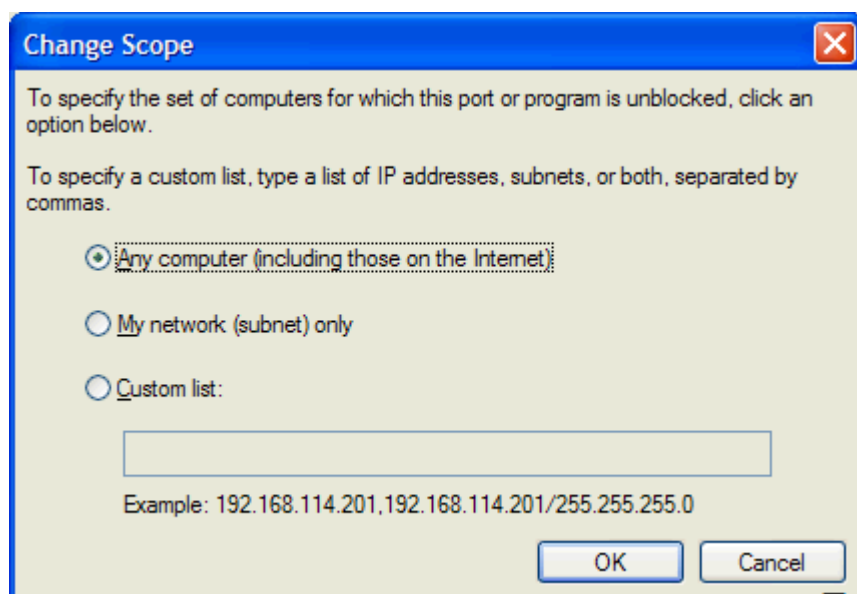 Change Scope
To specify the set of computers for which this port or program is unblocked, click an
option below.
To specify a custom list, type a list of IP addresses, subnets, or both, separated by
commas.
Any computer (including those on the Internet)
My network (subnet) only
Custom list:
Example: 192.168.114.201,192.168.114.201/255.255.255.0
OK Cancel